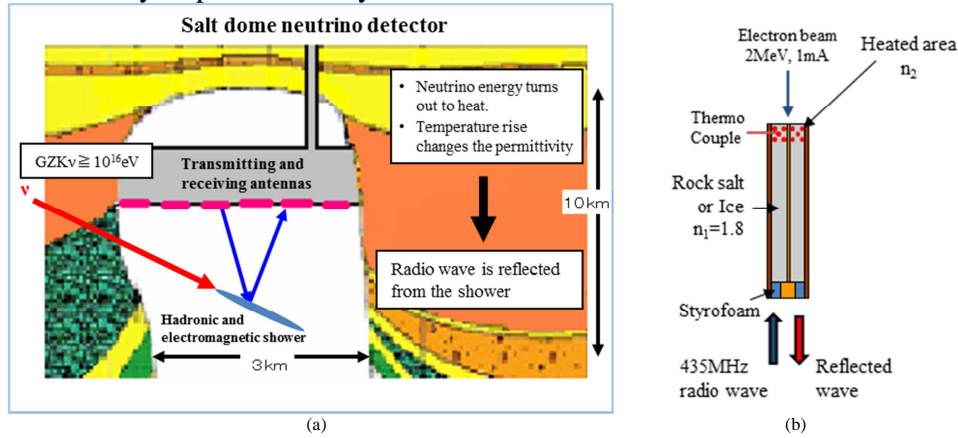 Salt dome neutrino detector
• Neutrino energy turns
out to heat.
• Temperature rise
changes the permittivity
GZKν ≧ 10¹⁶eV
ν
Transmitting and
receiving antennas
10km
Radio wave is reflected
from the shower
Hadronic and
electromagnetic shower
3km
(a)
Electron beam
2MeV, 1mA
Heated area
n₂
Thermo
Couple
Rock salt
or Ice
n₁=1.8
Styrofoam
435MHz
radio wave
Reflected
wave
(b)